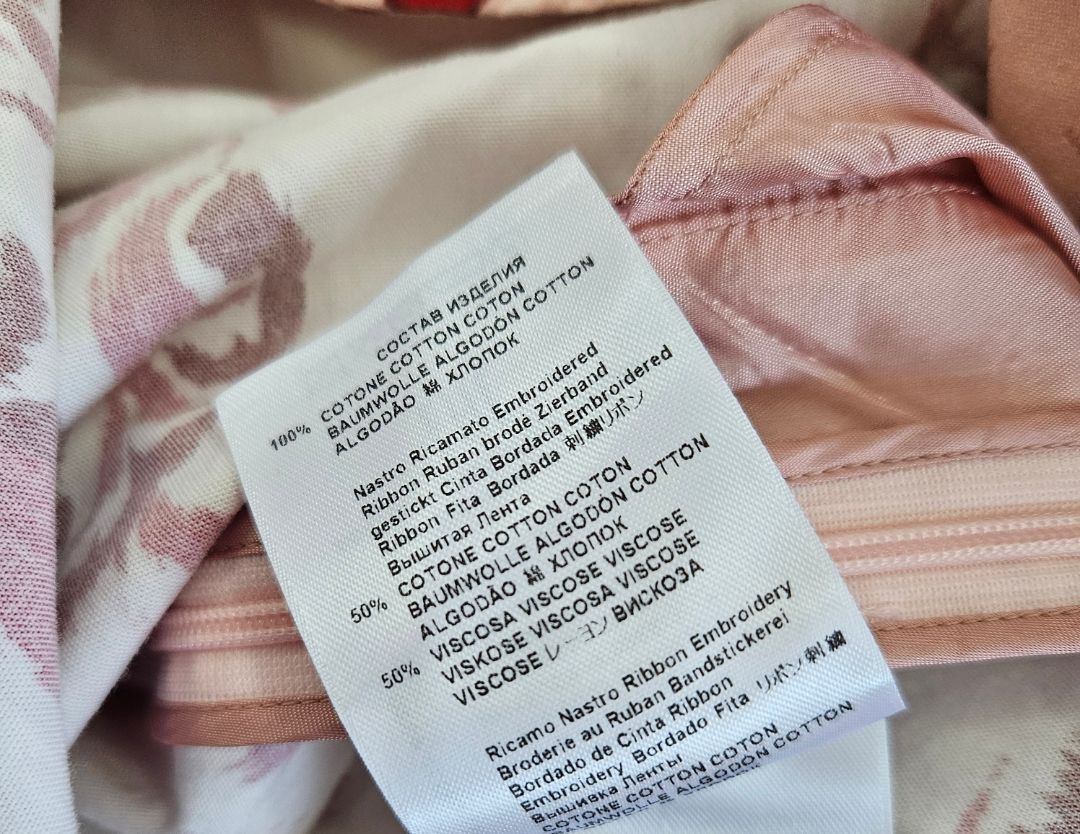 СОСТАВ ИЗДЕЛИЯ
100% COTONE COTTON COTON
BAUMWOLLE ALGODÓN COTTON
ALGODÃO 綿 ХЛОПОК
Nastro Ricamato Embroidered
Ribbon Ruban brodé Zierband
gestickt Cinta Bordada Embroidered
Ribbon Fita Bordada 刺繍リボン
Вышитая Лента
50% COTONE COTTON COTON
BAUMWOLLE ALGODÓN COTTON
ALGODÃO 綿 ХЛОПОК
50% VISCOSA VISCOSE VISCOSE
VISKOSE VISCOSA VISCOSE
VISCOSE レーヨン ВИСКОЗА
Ricamo Nastro Ribbon Embroidery
Broderie au Ruban Bandstickerei
Bordado de Cinta Ribbon
Embroidery Bordado Fita リボン刺繍
Вышивка Ленты
COTONE COTTON COTON
BAUMWOLLE ALGODÓN COTTON